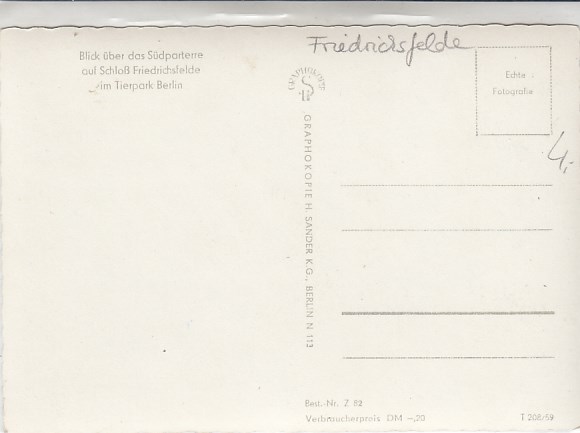 Blick über das Südparterre
auf Schloß Friedrichsfelde
im Tierpark Berlin
Friedrichsfelde
Echte
Fotografie
4,-
GRAPHOKOPIE
GRAPHOKOPIE H. SANDER K.G., BERLIN N 113
Best.-Nr. Z 82
Verbraucherpreis DM -,20
T 208/59